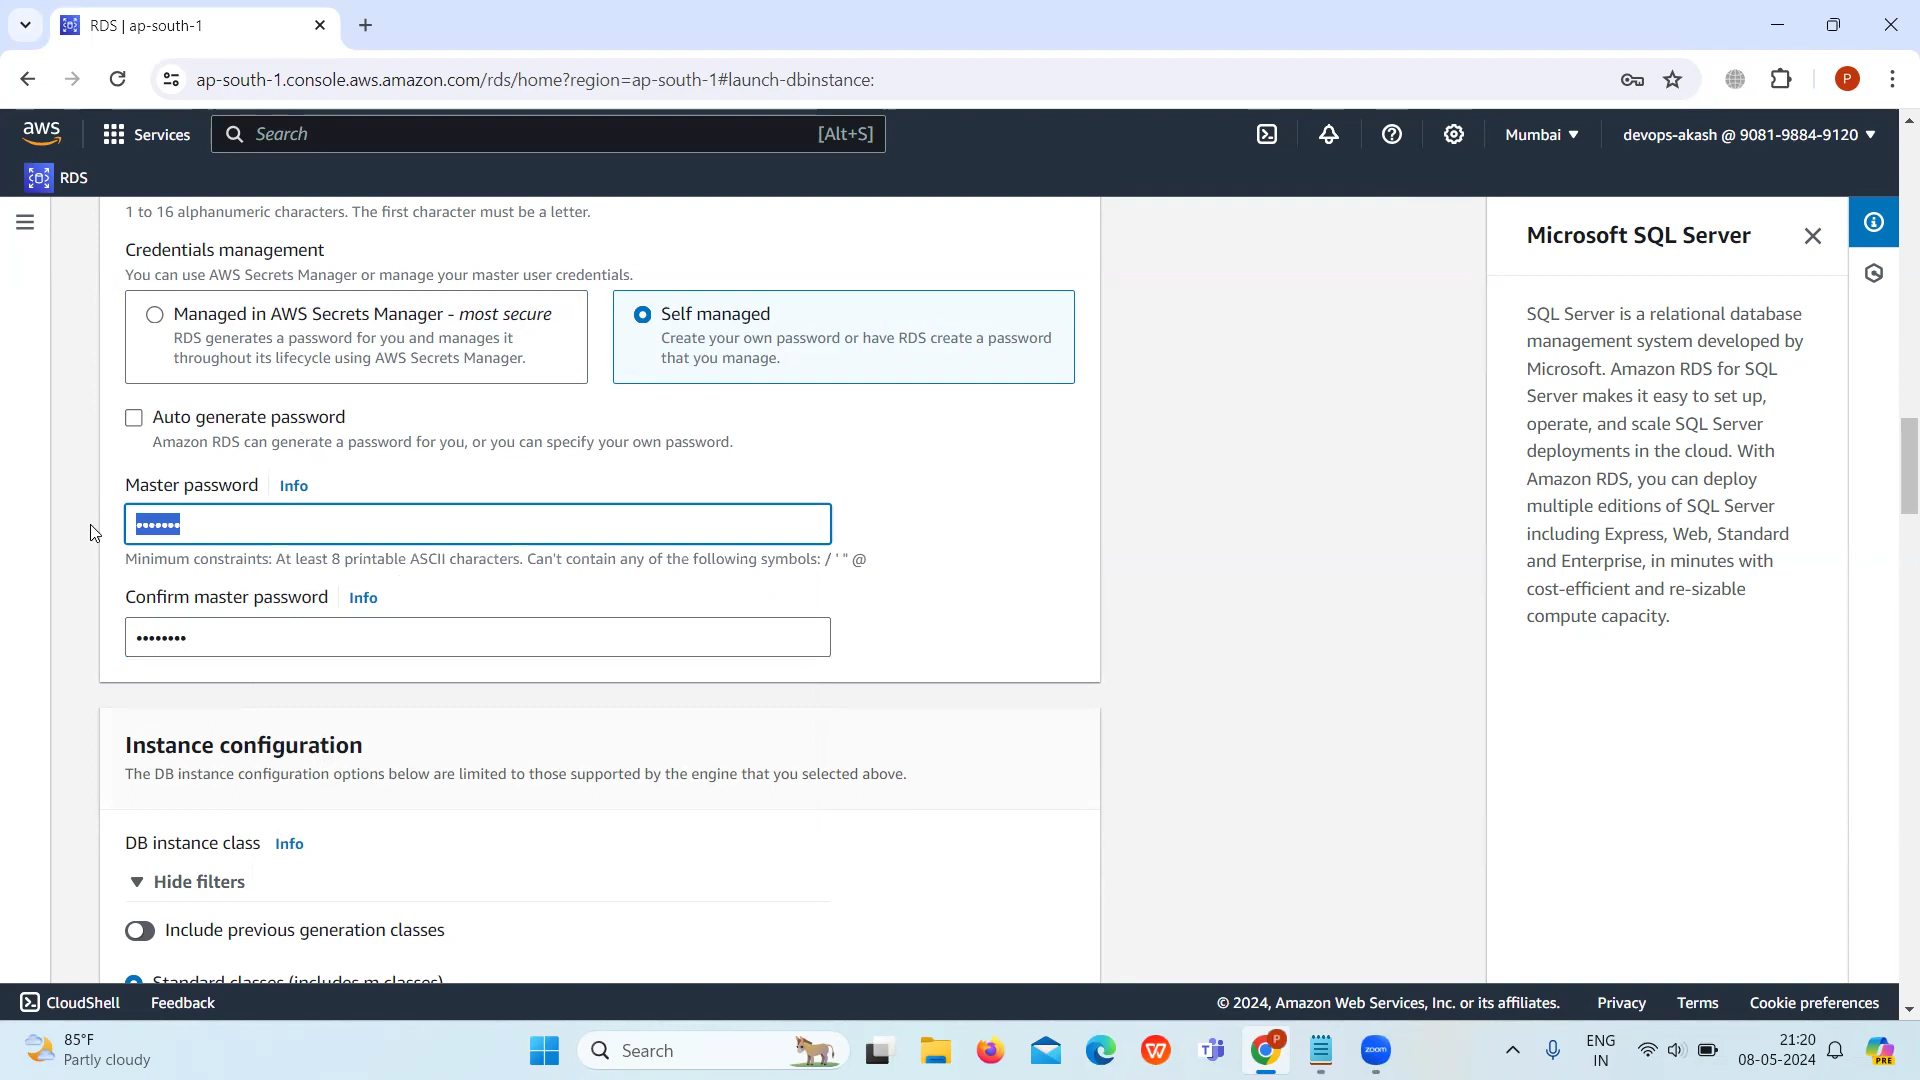 RDS | ap-south-1
ap-south-1.console.aws.amazon.com/rds/home?region=ap-south-1#launch-dbinstance:
P
aws
Services
Search
[Alt+S]
Mumbai
devops-akash @ 9081-9884-9120
RDS
1 to 16 alphanumeric characters. The first character must be a letter.
Credentials management
You can use AWS Secrets Manager or manage your master user credentials.
Managed in AWS Secrets Manager - most secure
RDS generates a password for you and manages it
throughout its lifecycle using AWS Secrets Manager.
Self managed
Create your own password or have RDS create a password
that you manage.
Auto generate password
Amazon RDS can generate a password for you, or you can specify your own password.
Master password
Info
•••••••
Minimum constraints: At least 8 printable ASCII characters. Can't contain any of the following symbols: / ' " @
Confirm master password
Info
••••••••
Instance configuration
The DB instance configuration options below are limited to those supported by the engine that you selected above.
DB instance class
Info
Hide filters
Include previous generation classes
Standard classes (includes m classes)
Microsoft SQL Server
SQL Server is a relational database
management system developed by
Microsoft. Amazon RDS for SQL
Server makes it easy to set up,
operate, and scale SQL Server
deployments in the cloud. With
Amazon RDS, you can deploy
multiple editions of SQL Server
including Express, Web, Standard
and Enterprise, in minutes with
cost-efficient and re-sizable
compute capacity.
CloudShell
Feedback
© 2024, Amazon Web Services, Inc. or its affiliates.
Privacy
Terms
Cookie preferences
85°F
Partly cloudy
Search
W
T
P
zoom
ENG
IN
21:20
08-05-2024
PRE